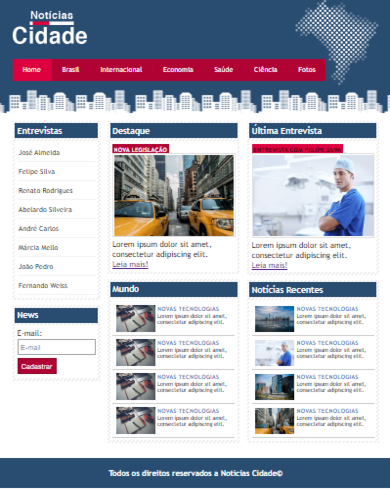 Notícias
Cidade
Home
Brasil
Internacional
Economia
Saúde
Ciência
Fotos
Entrevistas
José Almeida
Felipe Silva
Renato Rodrigues
Abelardo Silveira
André Carlos
Márcia Mello
João Pedro
Fernando Weiss
News
E-mail:
E-mail
Cadastrar
Destaque
NOVA LEGISLAÇÃO
Lorem ipsum dolor sit amet,
consectetur adipiscing elit.
Leia mais!
Última Entrevista
ENTREVISTA COM FELIPE
Lorem ipsum dolor sit amet,
consectetur adipiscing elit.
Leia mais!
Mundo
NOVAS TECNOLOGIAS
Lorem ipsum dolor sit amet,
consectetur adipiscing elit.
NOVAS TECNOLOGIAS
Lorem ipsum dolor sit amet,
consectetur adipiscing elit.
NOVAS TECNOLOGIAS
Lorem ipsum dolor sit amet,
consectetur adipiscing elit.
NOVAS TECNOLOGIAS
Lorem ipsum dolor sit amet,
consectetur adipiscing elit.
Notícias Recentes
NOVAS TECNOLOGIAS
Lorem ipsum dolor sit amet,
consectetur adipiscing elit.
NOVAS TECNOLOGIAS
Lorem ipsum dolor sit amet,
consectetur adipiscing elit.
NOVAS TECNOLOGIAS
Lorem ipsum dolor sit amet,
consectetur adipiscing elit.
NOVAS TECNOLOGIAS
Lorem ipsum dolor sit amet,
consectetur adipiscing elit.
Todos os direitos reservados a Notícias Cidade©